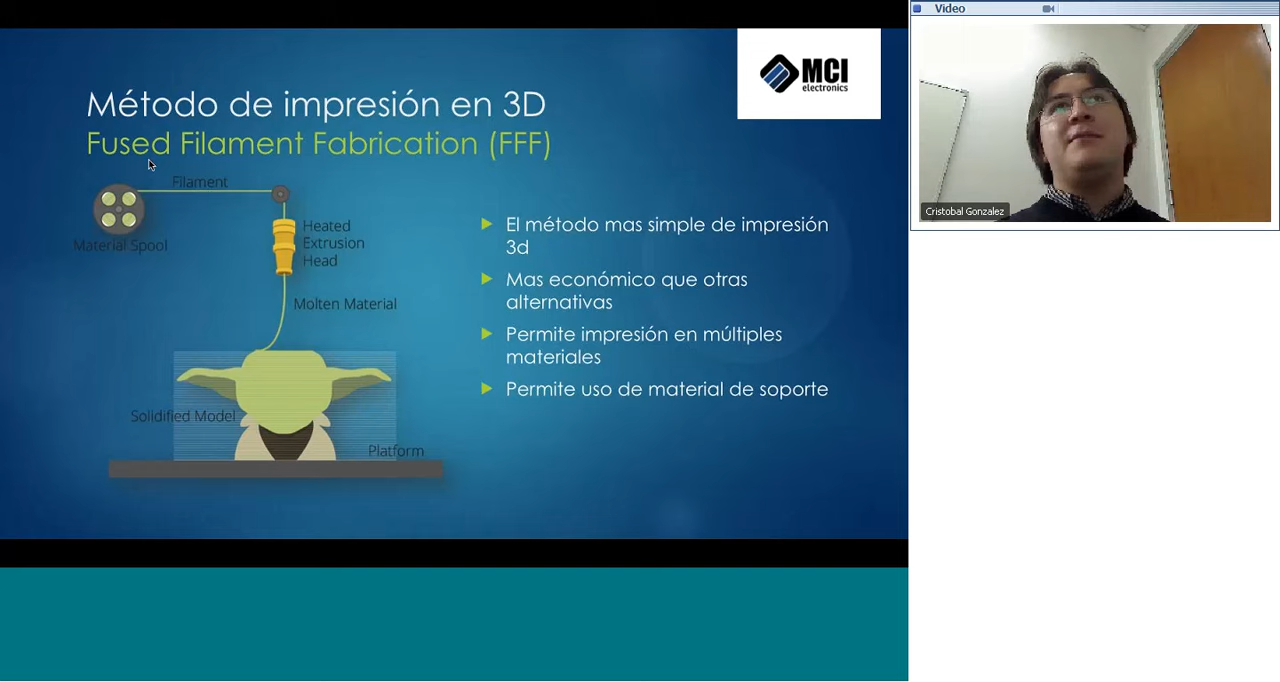 Video
MCI
electronics
Método de impresión en 3D
Fused Filament Fabrication (FFF)
Filament
Material Spool
Heated
Extrusion
Head
Molten Material
Solidified Model
Platform
El método mas simple de impresión
3d
Mas económico que otras
alternativas
Permite impresión en múltiples
materiales
Permite uso de material de soporte
Cristobal Gonzalez